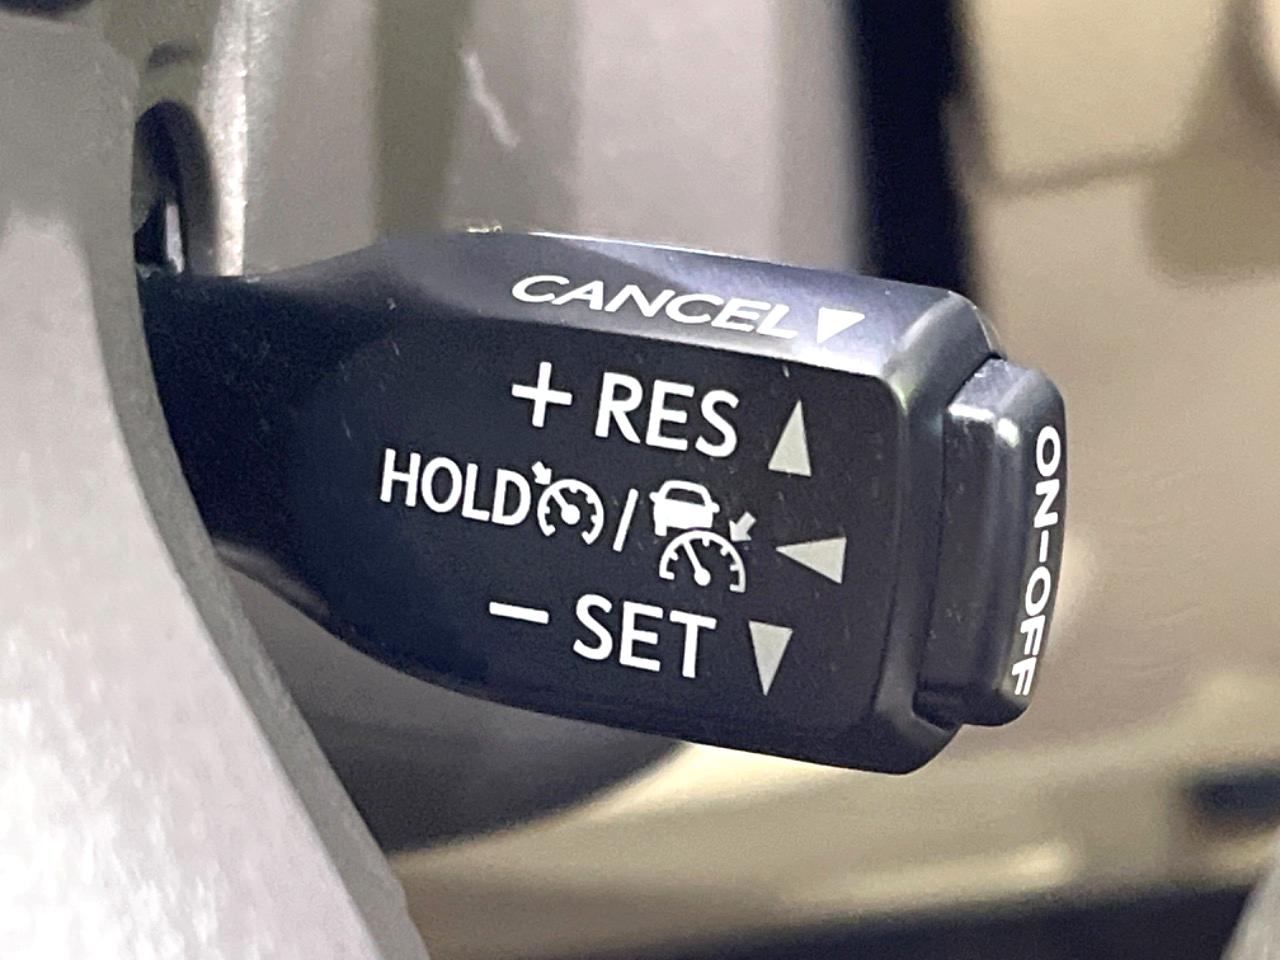 CANCEL
+ RES
HOLD /
- SET
ON-OFF